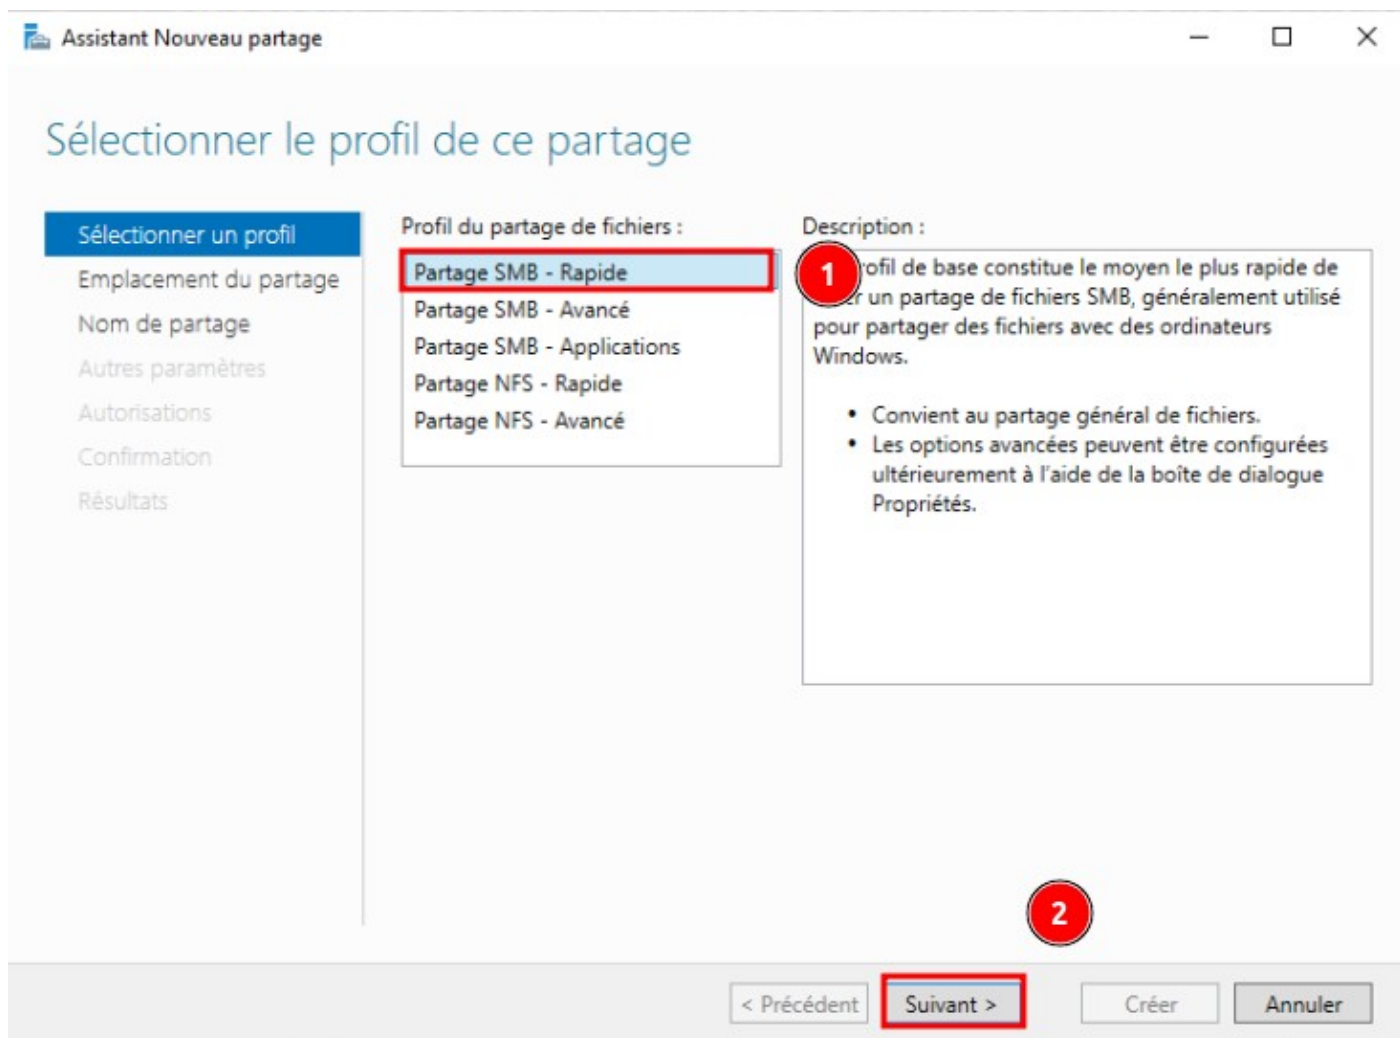 Assistant Nouveau partage
Sélectionner le profil de ce partage
Sélectionner un profil
Emplacement du partage
Nom de partage
Autres paramètres
Autorisations
Confirmation
Résultats
Profil du partage de fichiers :
Partage SMB - Rapide
Partage SMB - Avancé
Partage SMB - Applications
Partage NFS - Rapide
Partage NFS - Avancé
Description :
1
de base constitue le moyen le plus rapide de
un partage de fichiers SMB, généralement utilisé
pour partager des fichiers avec des ordinateurs
Windows.
• Convient au partage général de fichiers.
• Les options avancées peuvent être configurées
ultérieurement à l'aide de la boîte de dialogue
Propriétés.
2
< Précédent
Suivant >
Créer
Annuler